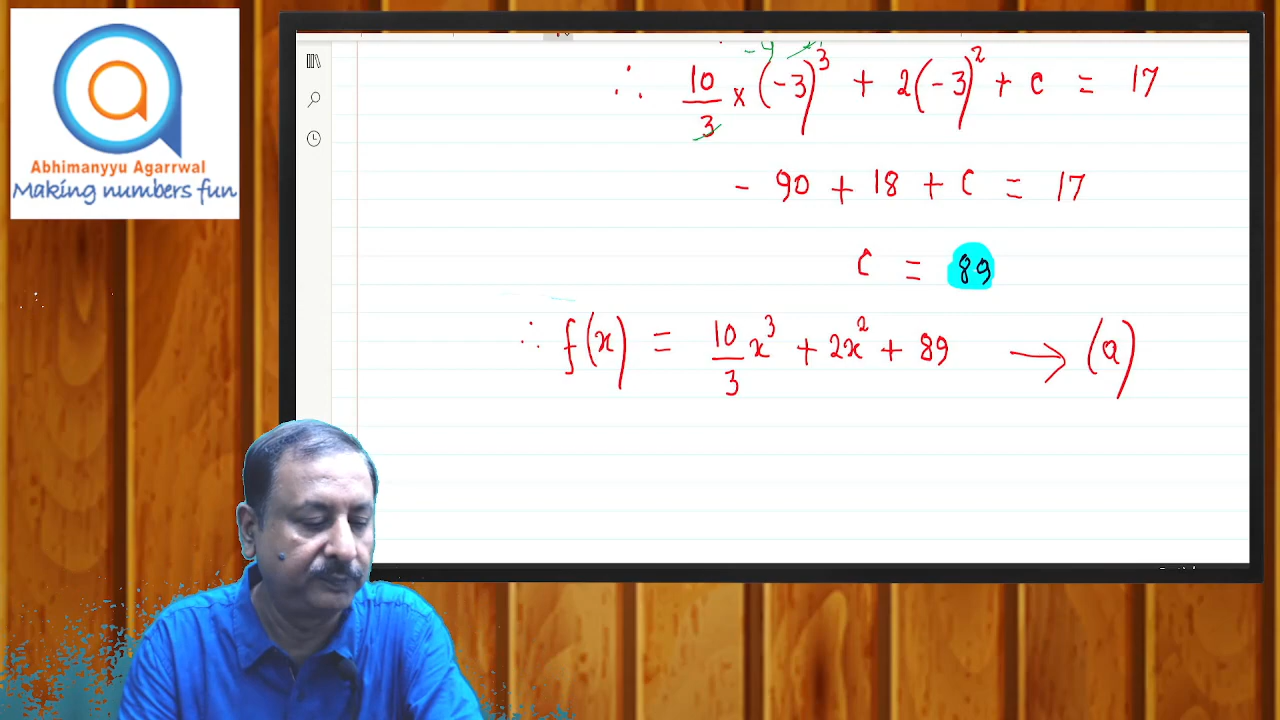 Abhimanyyu Agarrwal
Making numbers fun
∴ 10/3 × (-3)³ + 2(-3)² + c = 17
- 90 + 18 + c = 17
c = 89
∴ f(x) = 10/3 x³ + 2x² + 89 → (a)